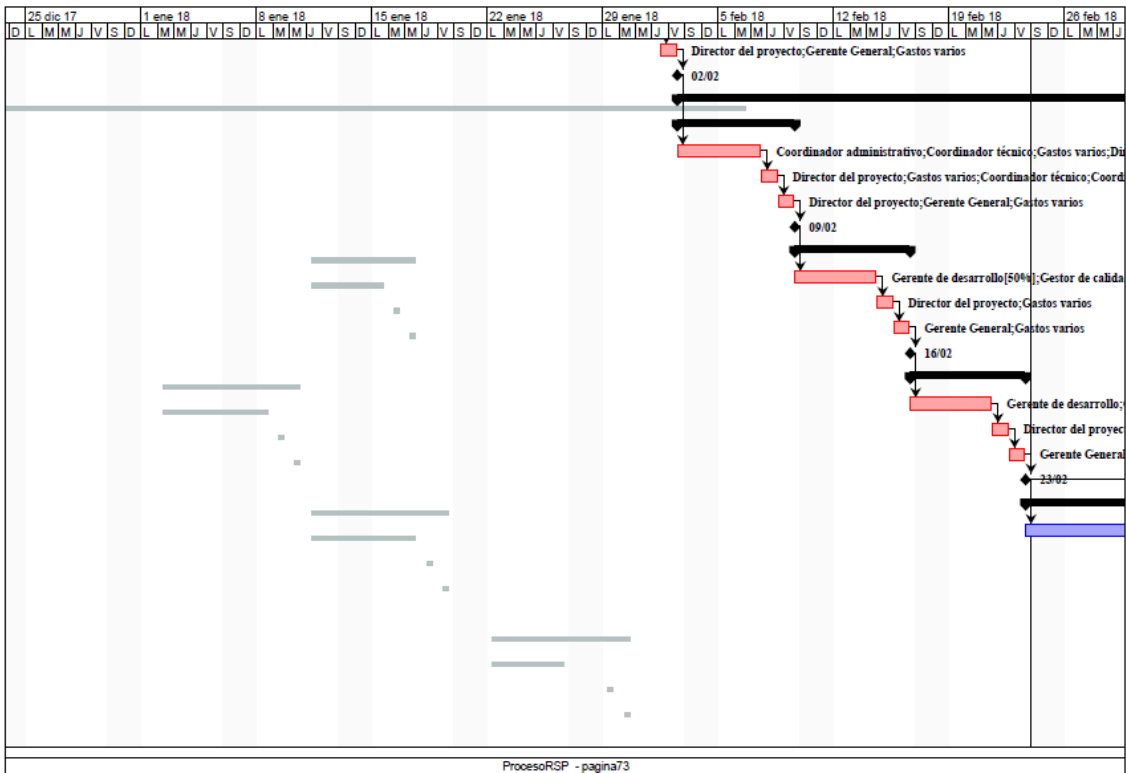 25 dic 17 1 ene 18 8 ene 18 15 ene 18 22 ene 18 29 ene 18 5 feb 18 12 feb 18 19 feb 18 26 feb 18
D L M M J V S D L M M J V S D L M M J V S D L M M J V S D L M M J V S D L M M J V S D L M M J V S D L M M J V S D L M M J V S D L M M J V S D L M M J
Director del proyecto;Gerente General;Gastos varios
02/02
Coordinador administrativo;Coordinador técnico;Gastos varios;Di
Director del proyecto;Gastos varios;Coordinador técnico;Coord
Director del proyecto;Gerente General;Gastos varios
09/02
Gerente de desarrollo[50%];Gestor de calida
Director del proyecto;Gastos varios
Gerente General;Gastos varios
16/02
Gerente de desarrollo;
Director del proyec
Gerente General
23/02
ProcesoRSP - pagina73